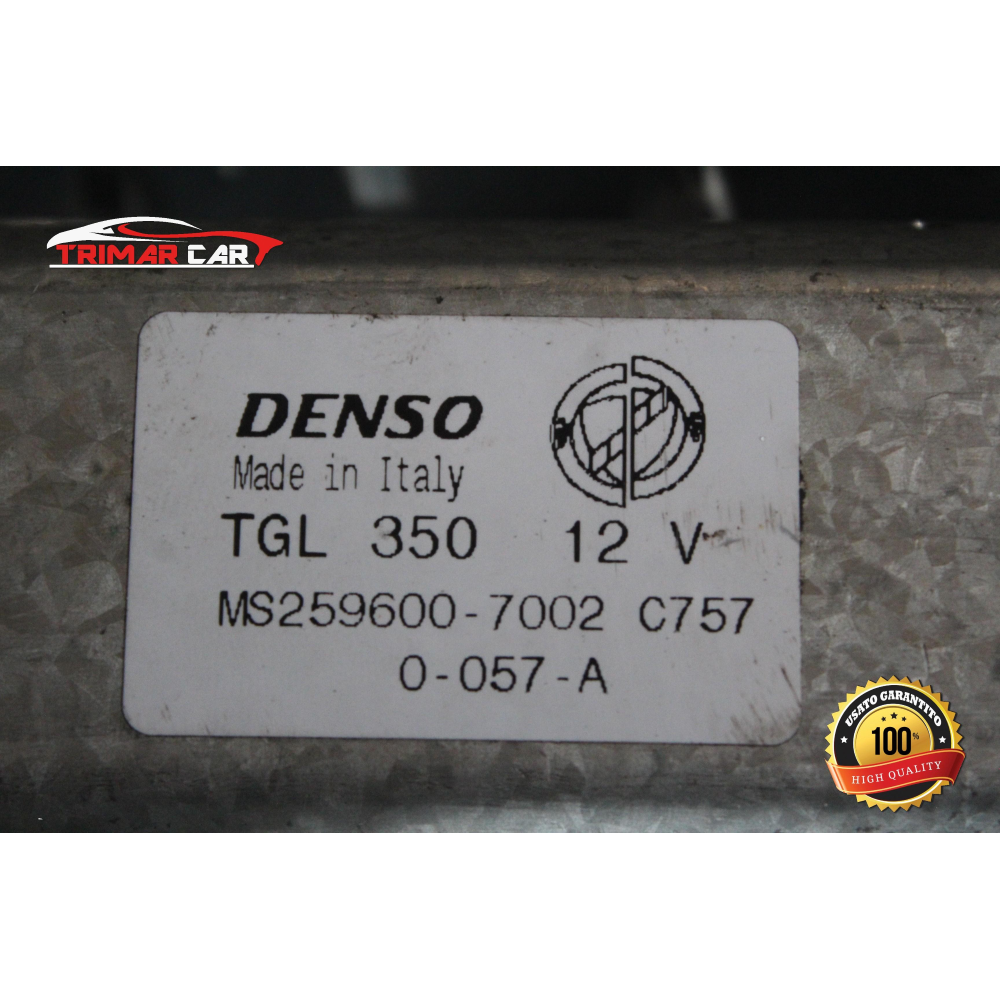 TRIMAR CAR
DENSO
Made in Italy
TGL 350 12 V
MS259600-7002 C757
0-057-A
USATO GARANTITO
100%
HIGH QUALITY